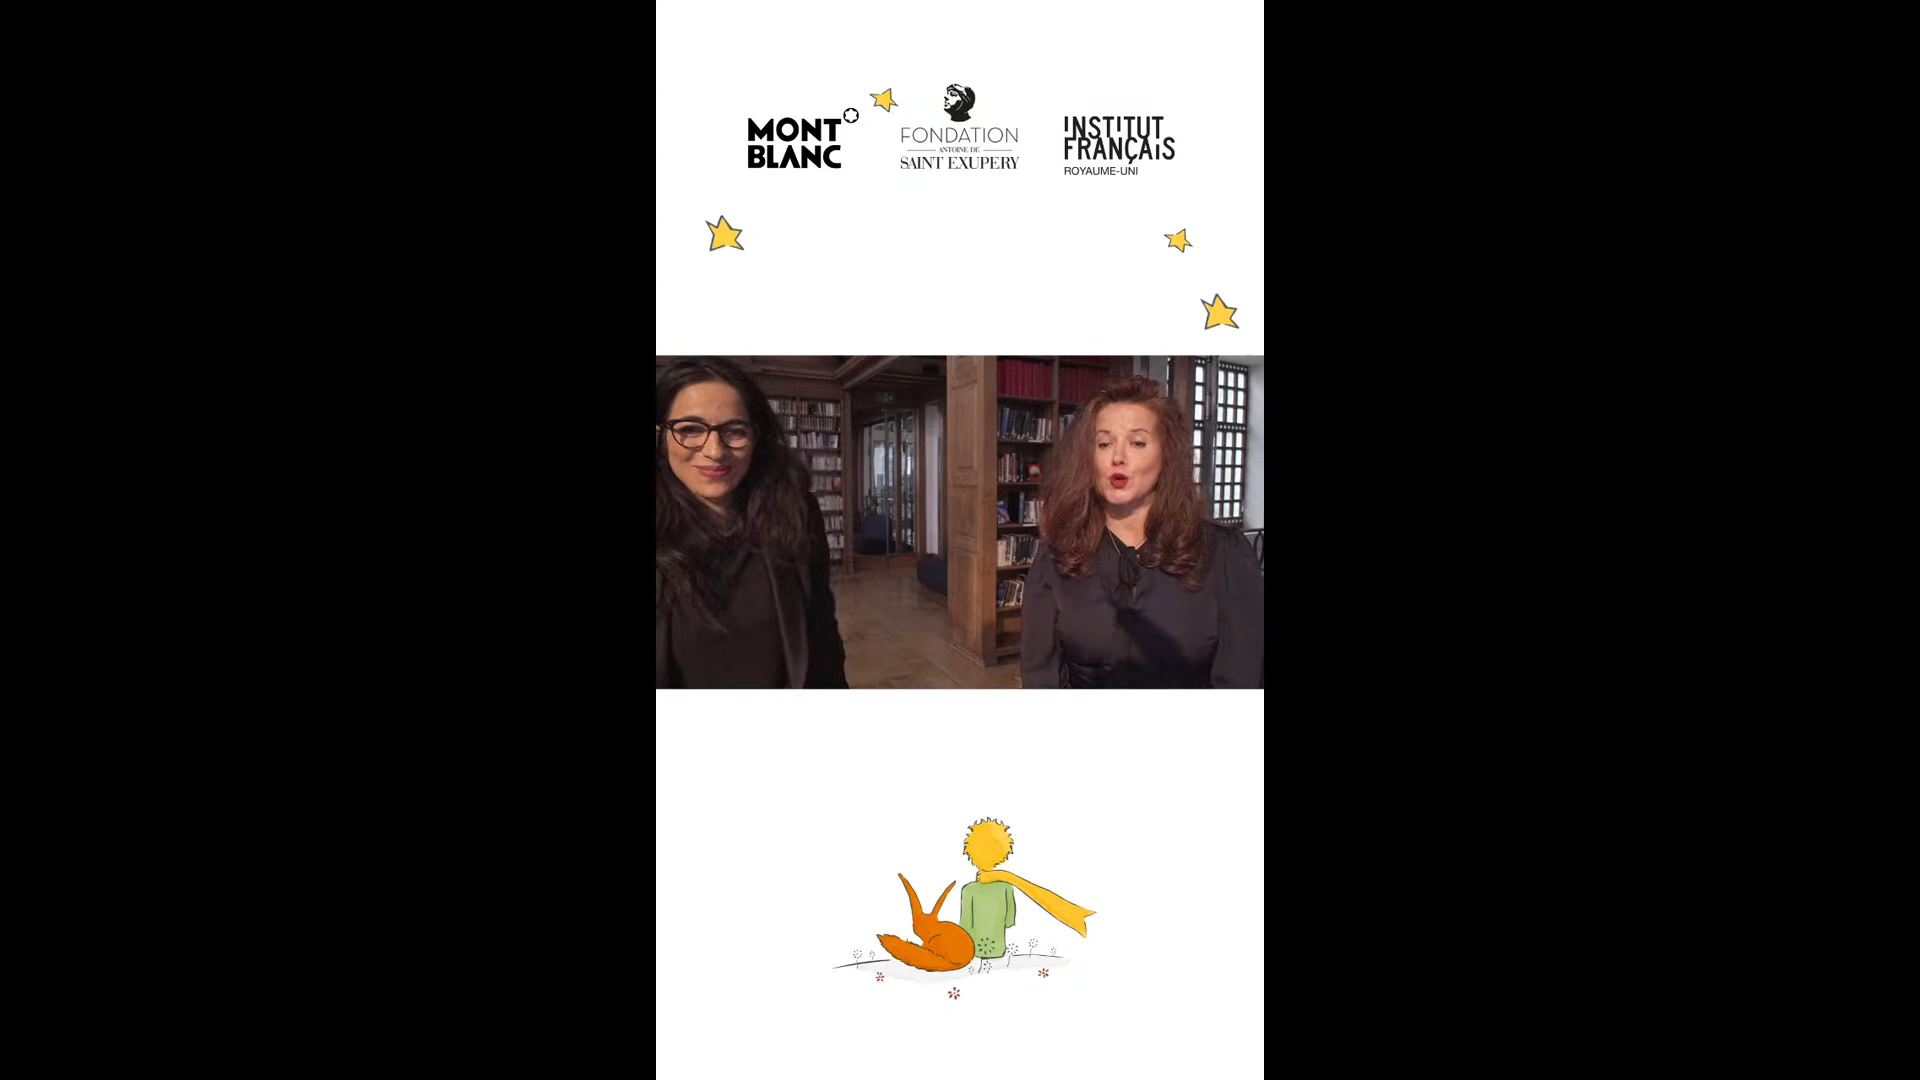 MONT
BLANC
FONDATION
ANTOINE DE
SAINT EXUPERY
INSTITUT
FRANÇAIS
ROYAUME-UNI